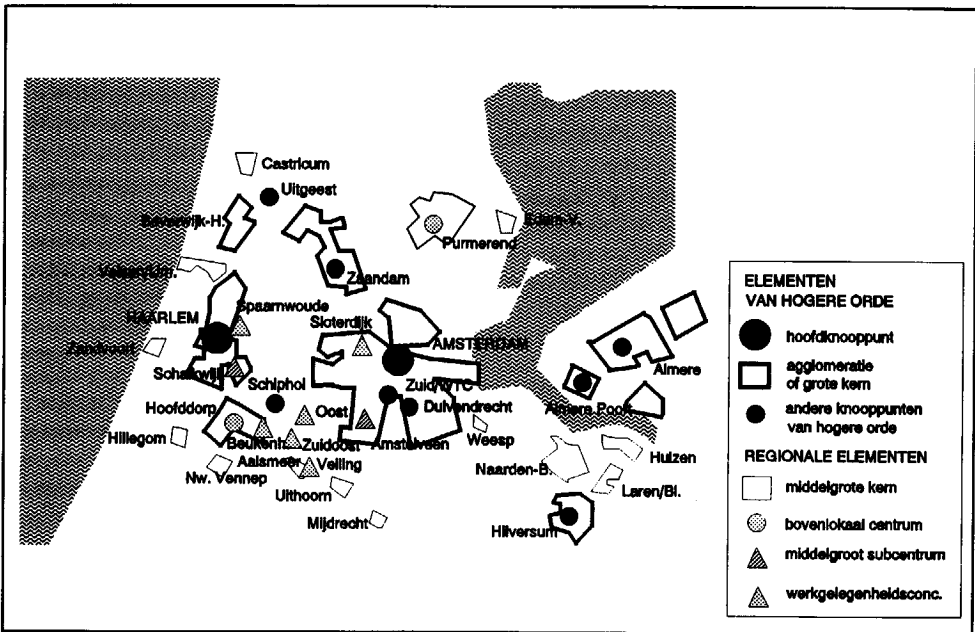 Castricum
Uitgeest
Beverwijk-H.
Edam-V.
Purmerend
Zaandam
Spaarnwoude
HAARLEM
Sloterdijk
AMSTERDAM
Zandvoort
Schalkwijk
Schiphol
Zuid/WTC
Almere
Hoofddorp
Oost
Duivendrecht
Almere Poort
Hillegom
Beukenh.
Zuidoost
Amstelveen
Weesp
Aalsmeer
Veiling
Nw. Vennep
Naarden-B.
Huizen
Uithoorn
Laren/Bl.
Mijdrecht
Hilversum
ELEMENTEN
VAN HOGERE ORDE
hoofdknooppunt
agglomeratie
of grote kern
andere knooppunten
van hogere orde
REGIONALE ELEMENTEN
middelgrote kern
bovenlokaal centrum
middelgroot subcentrum
werkgelegenheidsconc.